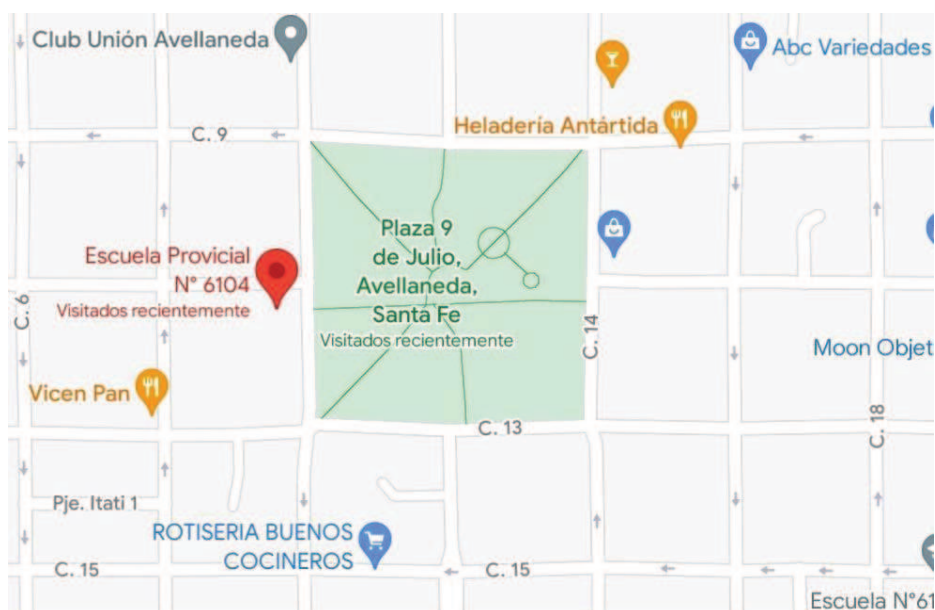 Club Unión Avellaneda
Abc Variedades
Heladería Antártida
C. 9
Plaza 9
de Julio,
Avellaneda,
Santa Fe
Visitados recientemente
Escuela Provicial
N° 6104
Visitados recientemente
C. 6
C. 14
Moon Objet
Vicen Pan
C. 13
C. 18
Pje. Itati 1
ROTISERIA BUENOS
COCINEROS
C. 15
C. 15
Escuela N°61